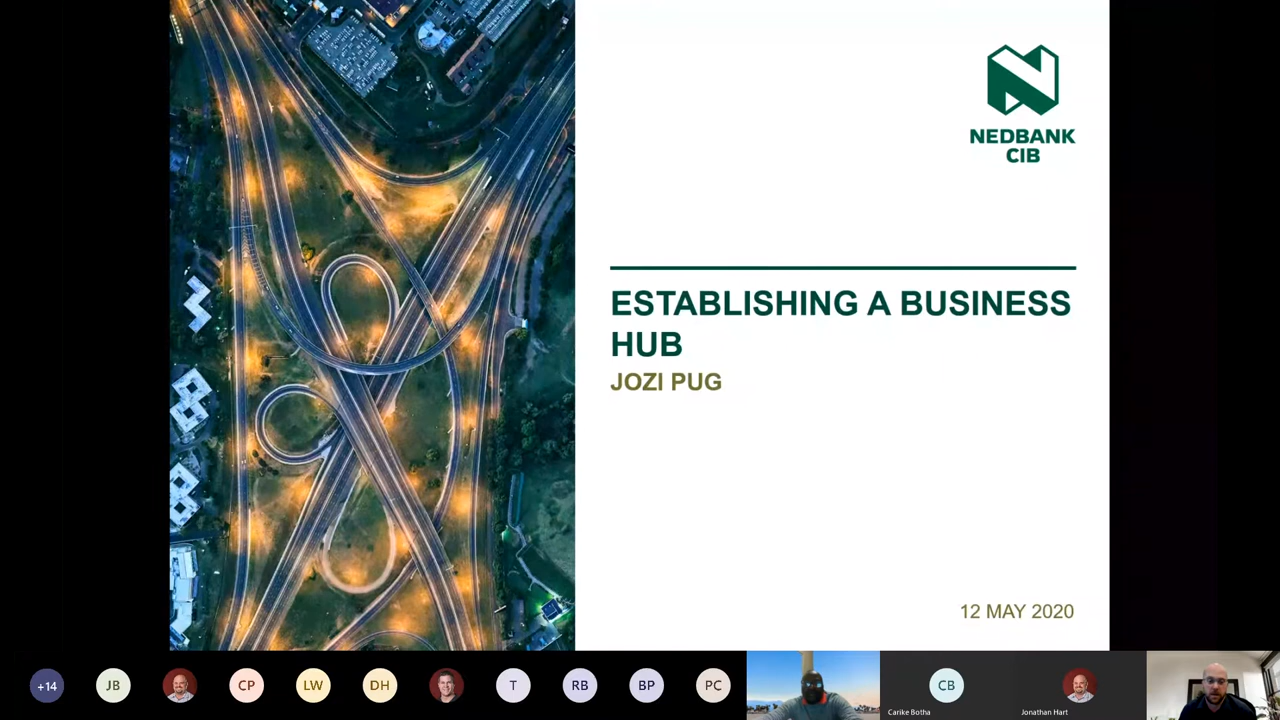 NEDBANK
CIB
ESTABLISHING A BUSINESS
HUB
JOZI PUG
12 MAY 2020
+14
JB
CP
LW
DH
T
RB
BP
PC
CB
Carike Botha
Jonathan Hart